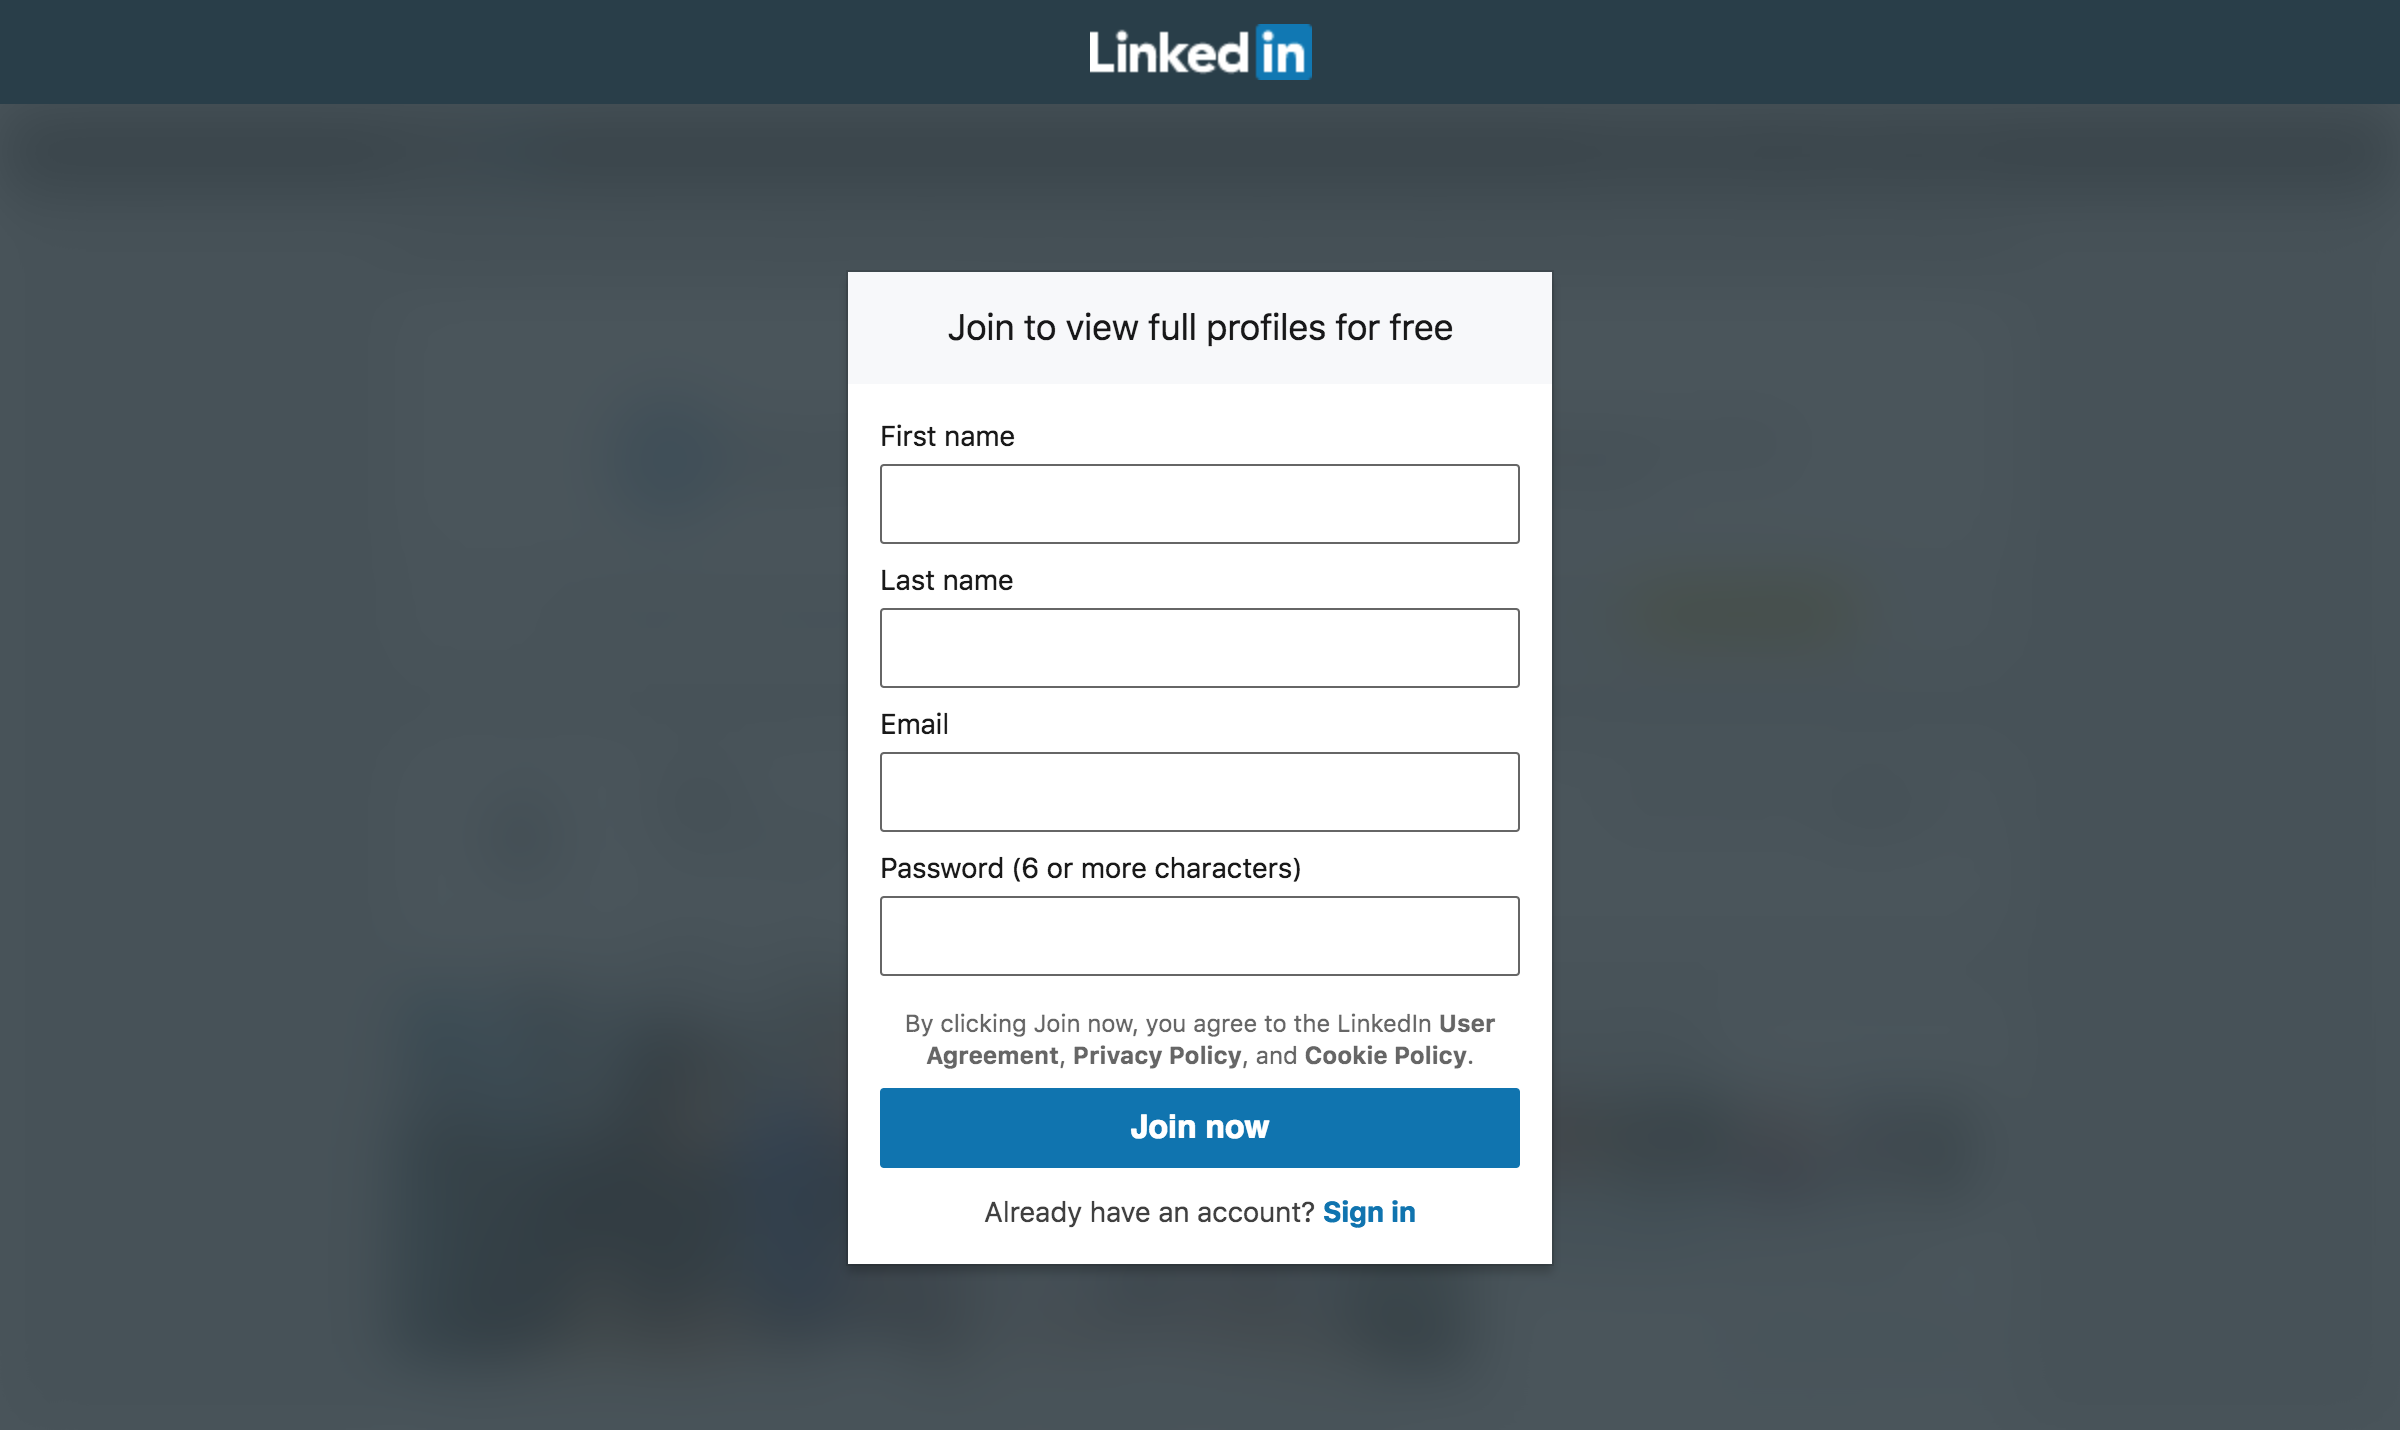 Linked in
Join to view full profiles for free
First name
Last name
Email
Password (6 or more characters)
By clicking Join now, you agree to the LinkedIn User
Agreement, Privacy Policy, and Cookie Policy.
Join now
Already have an account? Sign in